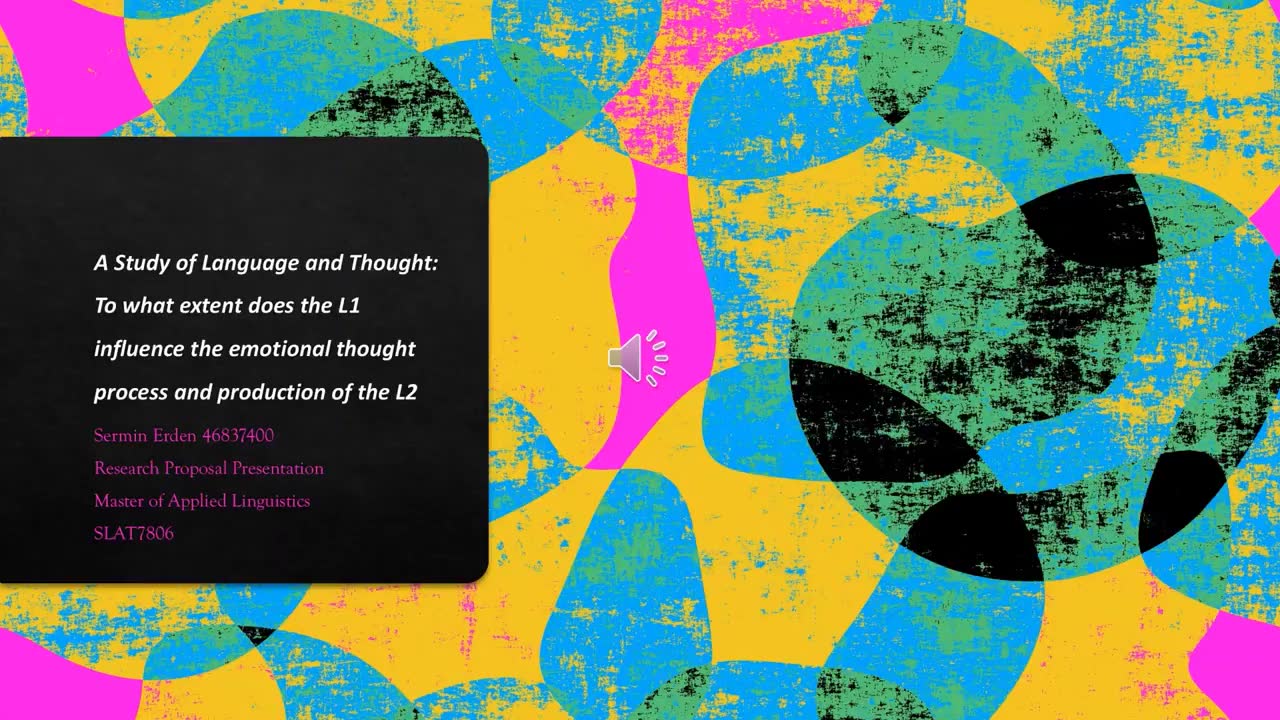 A Study of Language and Thought:
To what extent does the L1
influence the emotional thought
process and production of the L2
Sermin Erden 46837400
Research Proposal Presentation
Master of Applied Linguistics
SLAT7806